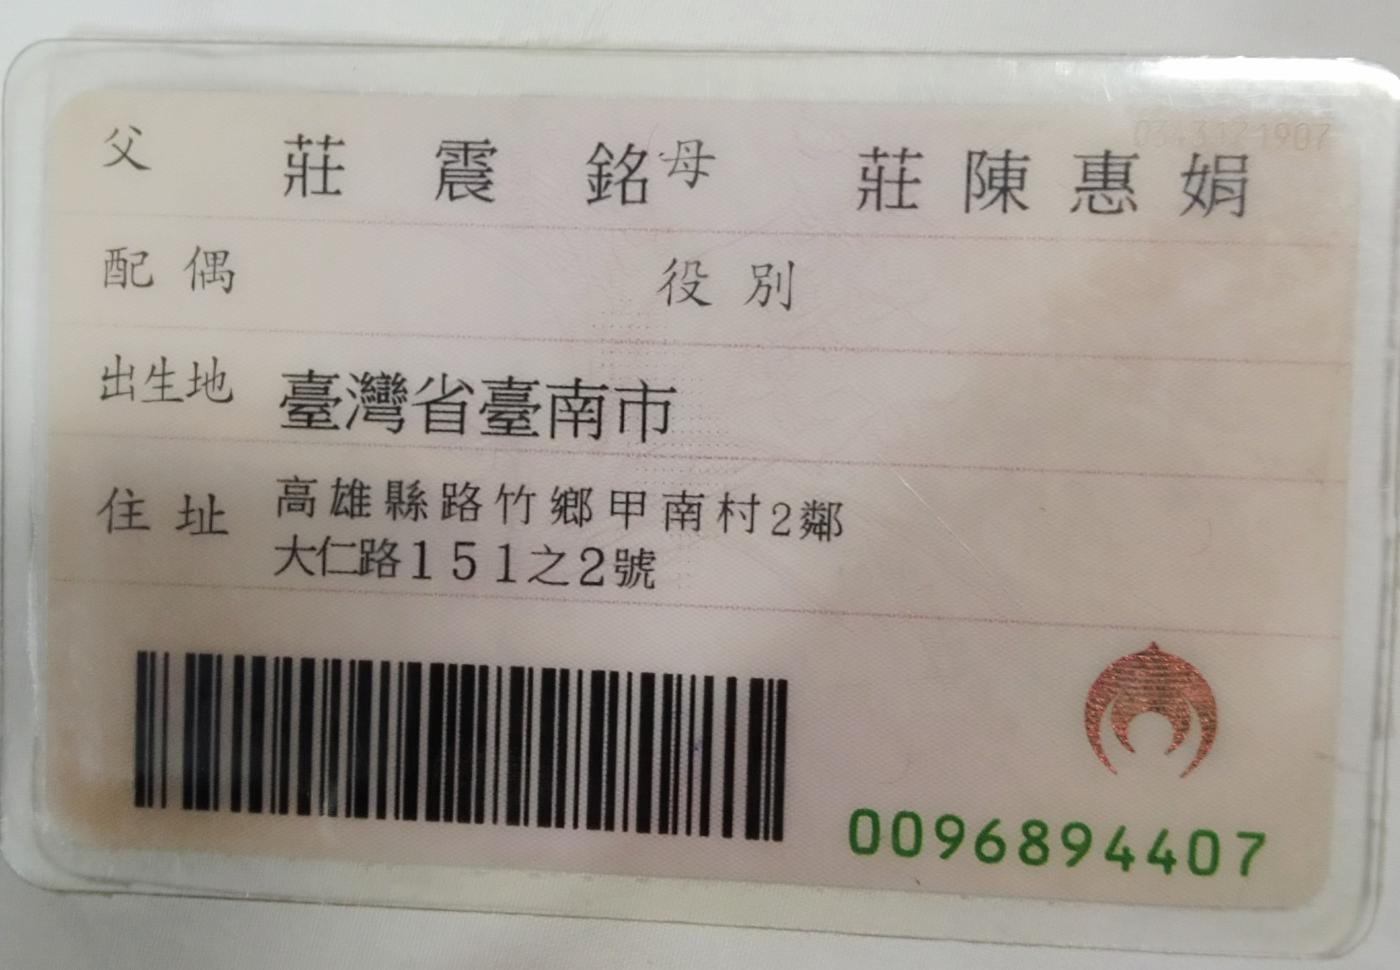 父 莊震銘 母 莊陳惠娟
配偶 役別
出生地 臺灣省臺南市
住址 高雄縣路竹鄉甲南村2鄰
大仁路151之2號
0096894407